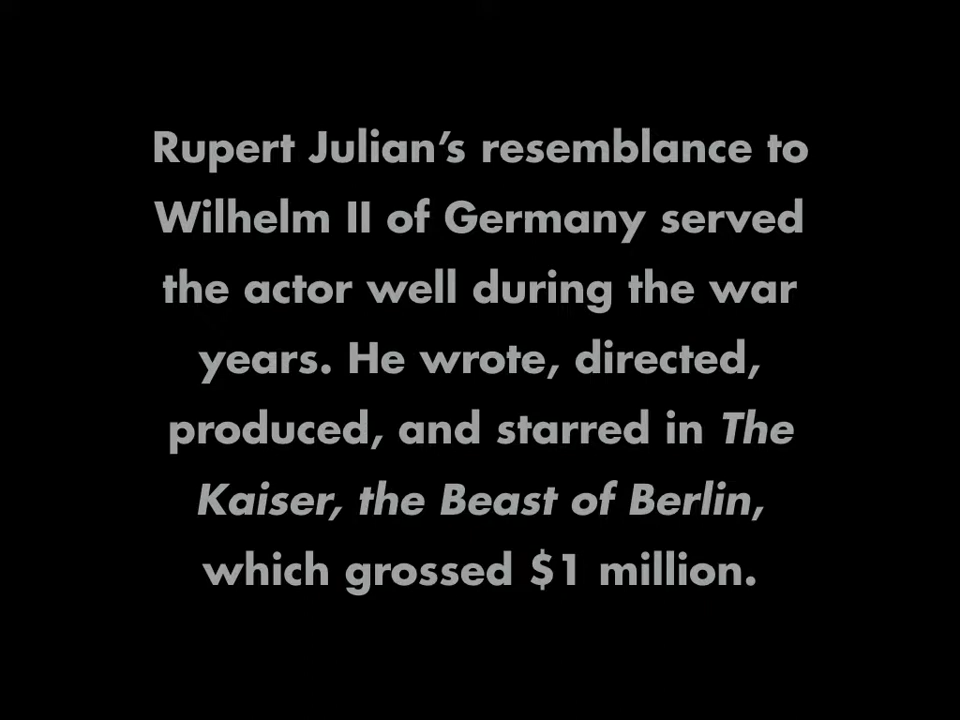 Rupert Julian’s resemblance to
Wilhelm II of Germany served
the actor well during the war
years. He wrote, directed,
produced, and starred in The
Kaiser, the Beast of Berlin,
which grossed $1 million.